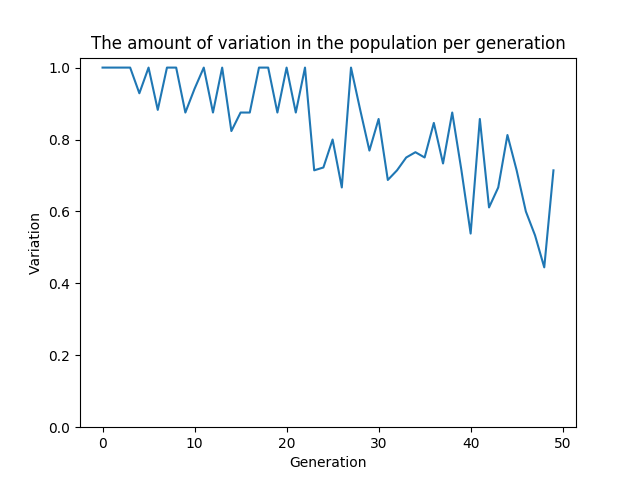 The amount of variation in the population per generation
1.0
0.8
0.6
0.4
0.2
0.0
Variation
0 10 20 30 40 50
Generation